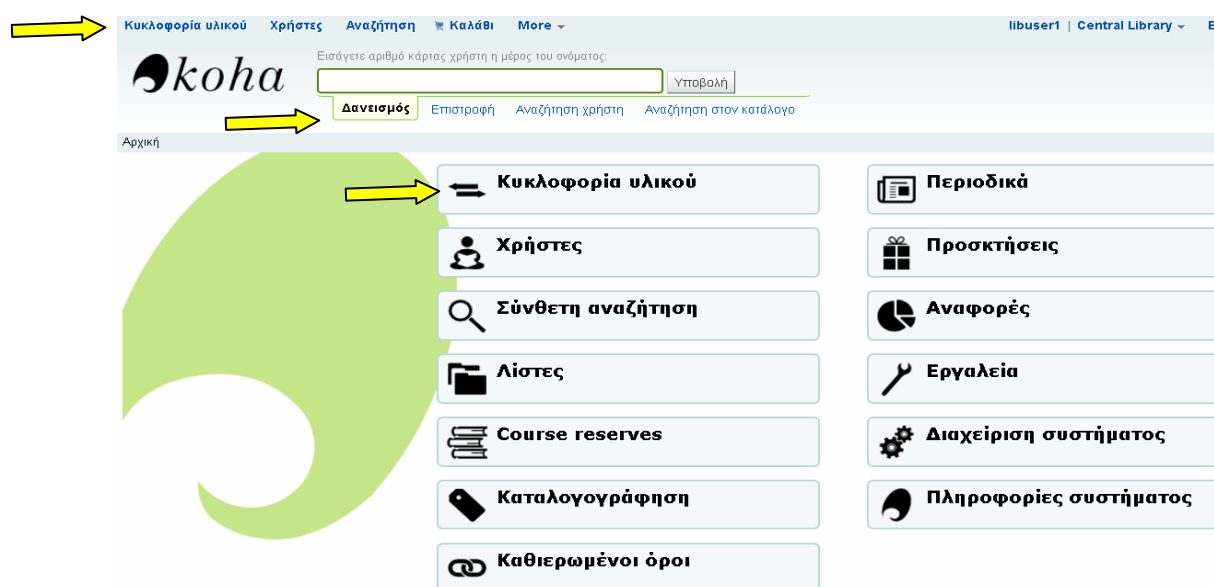 Κυκλοφορία υλικού Χρήστες Αναζήτηση Καλάθι More libuser1 | Central Library
Εισάγετε αριθμό κάρτας χρήστη η μέρος του ονόματος:
koha
Υποβολή
Δανεισμός Επιστροφή Αναζήτηση χρήστη Αναζήτηση στον κατάλογο
Αρχική
Κυκλοφορία υλικού
Περιοδικά
Χρήστες
Προσκτήσεις
Σύνθετη αναζήτηση
Αναφορές
Λίστες
Εργαλεία
Course reserves
Διαχείριση συστήματος
Καταλογογράφηση
Πληροφορίες συστήματος
Καθιερωμένοι όροι